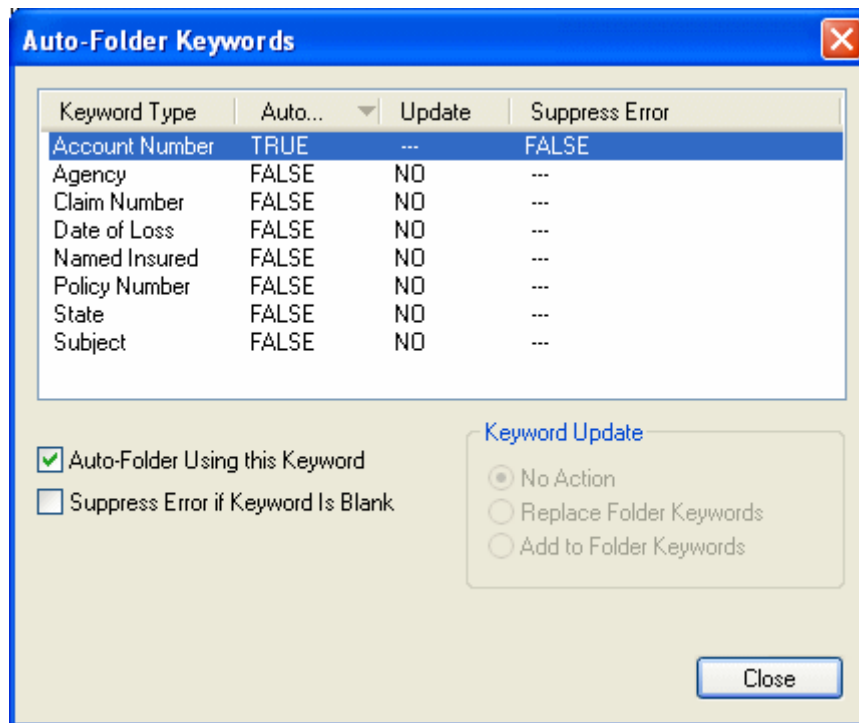 Auto-Folder Keywords
Keyword Type Auto... Update Suppress Error
Account Number TRUE --- FALSE
Agency FALSE NO ---
Claim Number FALSE NO ---
Date of Loss FALSE NO ---
Named Insured FALSE NO ---
Policy Number FALSE NO ---
State FALSE NO ---
Subject FALSE NO ---
Auto-Folder Using this Keyword
Suppress Error if Keyword Is Blank
Keyword Update
No Action
Replace Folder Keywords
Add to Folder Keywords
Close